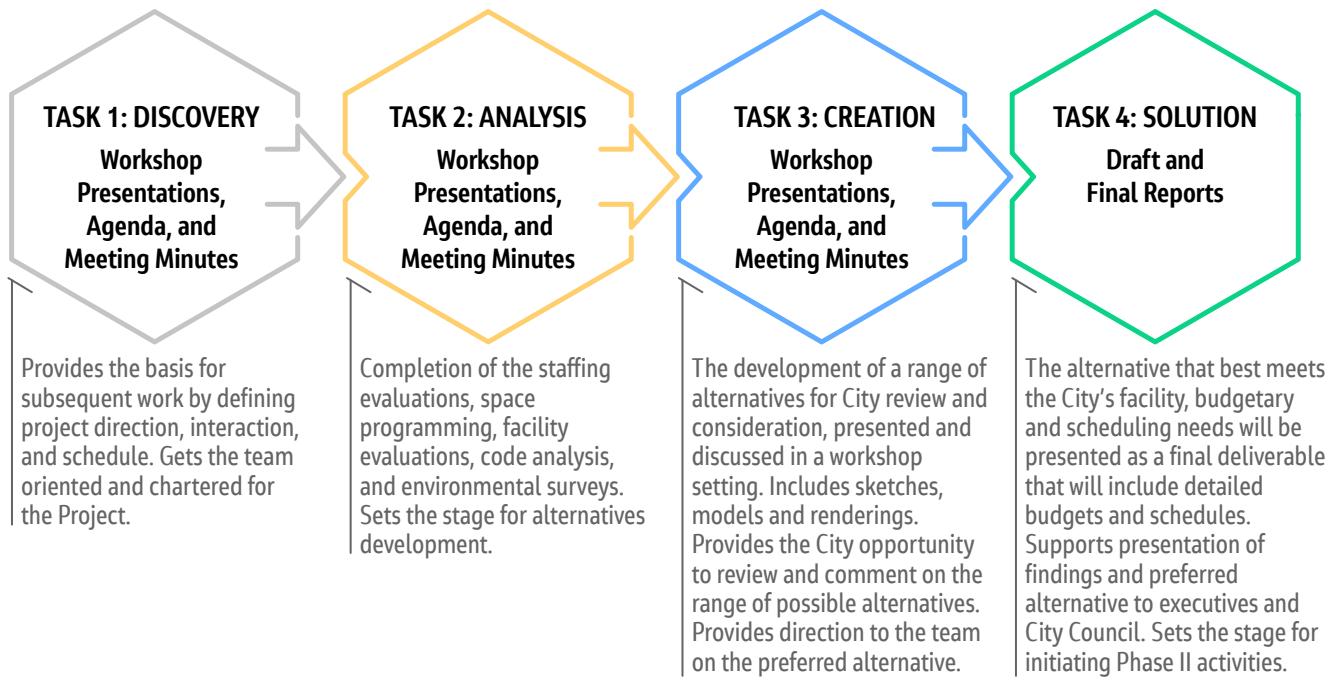 TASK 1: DISCOVERY
Workshop
Presentations,
Agenda, and
Meeting Minutes
Provides the basis for
subsequent work by defining
project direction, interaction,
and schedule. Gets the team
oriented and chartered for
the Project.
TASK 2: ANALYSIS
Workshop
Presentations,
Agenda, and
Meeting Minutes
Completion of the staffing
evaluations, space
programming, facility
evaluations, code analysis,
and environmental surveys.
Sets the stage for alternatives
development.
TASK 3: CREATION
Workshop
Presentations,
Agenda, and
Meeting Minutes
The development of a range of
alternatives for City review and
consideration, presented and
discussed in a workshop
setting. Includes sketches,
models and renderings.
Provides the City opportunity
to review and comment on the
range of possible alternatives.
Provides direction to the team
on the preferred alternative.
TASK 4: SOLUTION
Draft and
Final Reports
The alternative that best meets
the City’s facility, budgetary
and scheduling needs will be
presented as a final deliverable
that will include detailed
budgets and schedules.
Supports presentation of
findings and preferred
alternative to executives and
City Council. Sets the stage for
initiating Phase II activities.